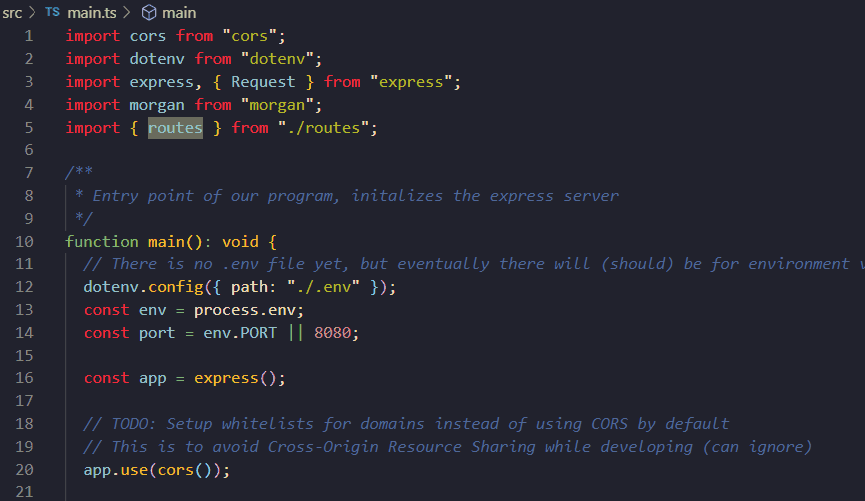 src > TS main.ts > main
1 import cors from "cors";
2 import dotenv from "dotenv";
3 import express, { Request } from "express";
4 import morgan from "morgan";
5 import { routes } from "./routes";
6
7 /**
8 * Entry point of our program, initalizes the express server
9 */
10 function main(): void {
11 // There is no .env file yet, but eventually there will (should) be for environment
12 dotenv.config({ path: "./.env" });
13 const env = process.env;
14 const port = env.PORT || 8080;
15
16 const app = express();
17
18 // TODO: Setup whitelists for domains instead of using CORS by default
19 // This is to avoid Cross-Origin Resource Sharing while developing (can ignore)
20 app.use(cors());
21